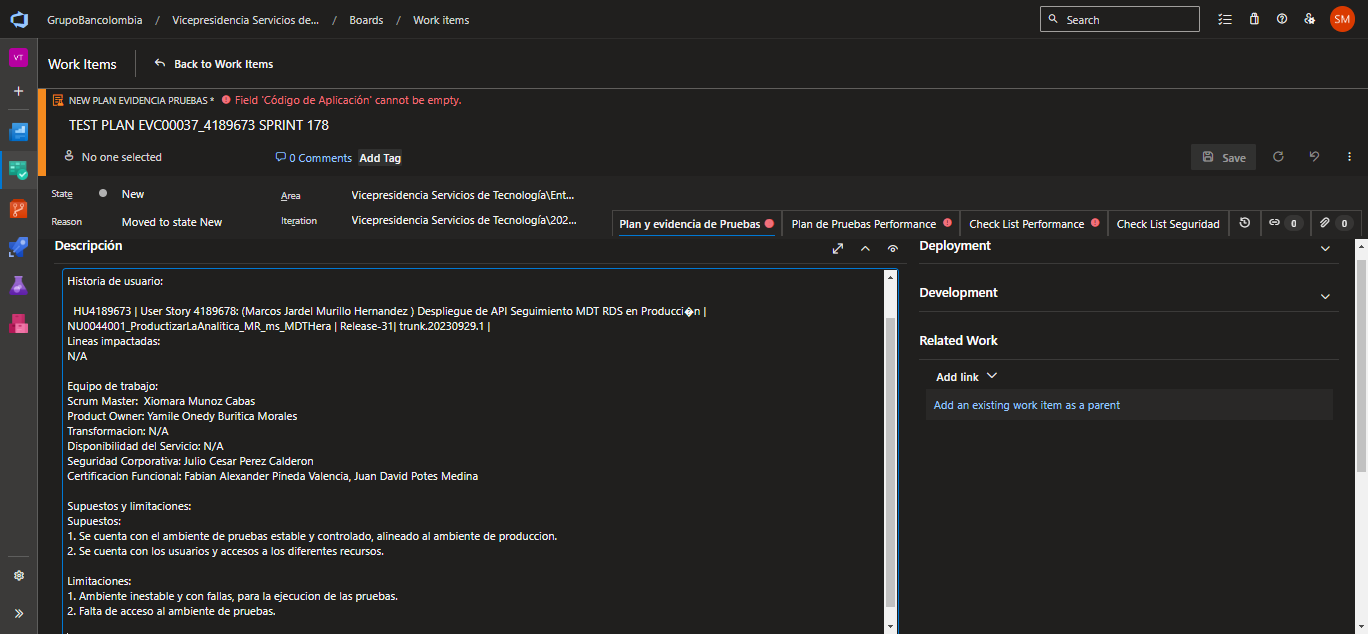 GrupoBancolombia / Vicepresidencia Servicios de... / Boards / Work items
Search
SM
VT
Work Items
Back to Work Items
NEW PLAN EVIDENCIA PRUEBAS * Field 'Código de Aplicación' cannot be empty.
TEST PLAN EVC00037_4189673 SPRINT 178
No one selected
0 Comments
Add Tag
Save
State
New
Area
Vicepresidencia Servicios de Tecnología\Ent...
Reason
Moved to state New
Iteration
Vicepresidencia Servicios de Tecnología\202...
Plan y evidencia de Pruebas
Plan de Pruebas Performance
Check List Performance
Check List Seguridad
0
0
Descripción
Historia de usuario:
HU4189673 | User Story 4189678: (Marcos Jardel Murillo Hernandez ) Despliegue de API Seguimiento MDT RDS en Producci�n |
NU0044001_ProductizarLaAnalitica_MR_ms_MDTHera | Release-31| trunk.20230929.1 |
Lineas impactadas:
N/A
Equipo de trabajo:
Scrum Master:  Xiomara Munoz Cabas
Product Owner: Yamile Onedy Buritica Morales
Transformacion: N/A
Disponibilidad del Servicio: N/A
Seguridad Corporativa: Julio Cesar Perez Calderon
Certificacion Funcional: Fabian Alexander Pineda Valencia, Juan David Potes Medina
Supuestos y limitaciones:
Supuestos:
1. Se cuenta con el ambiente de pruebas estable y controlado, alineado al ambiente de produccion.
2. Se cuenta con los usuarios y accesos a los diferentes recursos.
Limitaciones:
1. Ambiente inestable y con fallas, para la ejecucion de las pruebas.
2. Falta de acceso al ambiente de pruebas.
Deployment
Development
Related Work
Add link
Add an existing work item as a parent